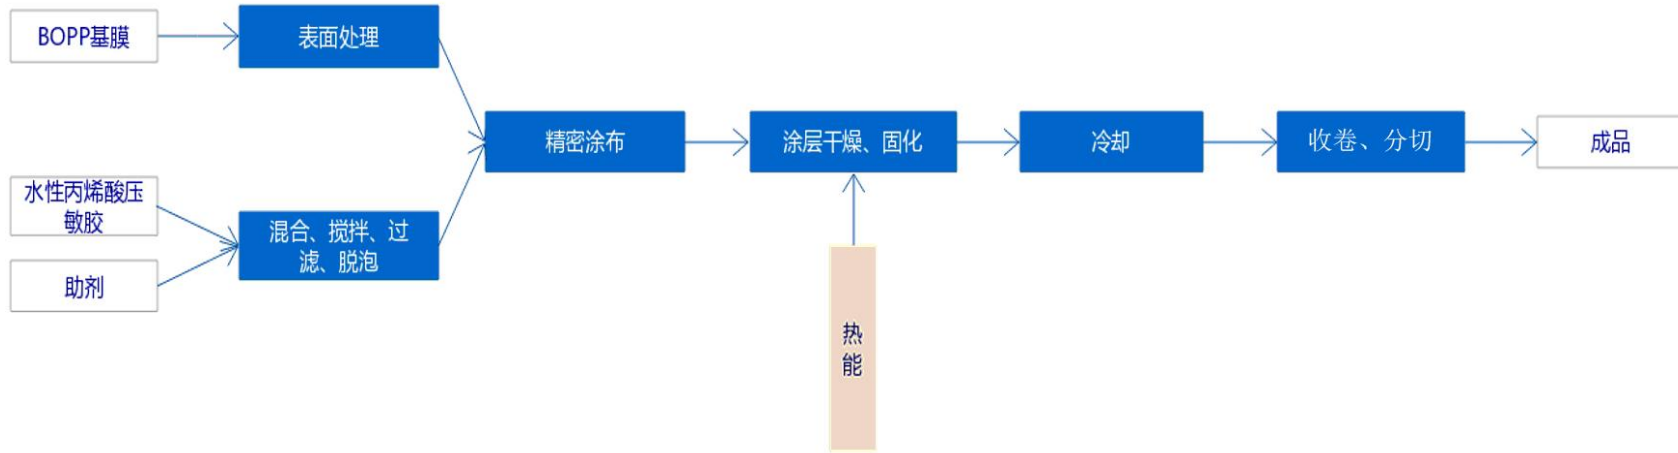 BOPP基膜
表面处理
水性丙烯酸压
敏胶
助剂
混合、搅拌、过
滤、脱泡
精密涂布
涂层干燥、固化
热
能
冷却
收卷、分切
成品